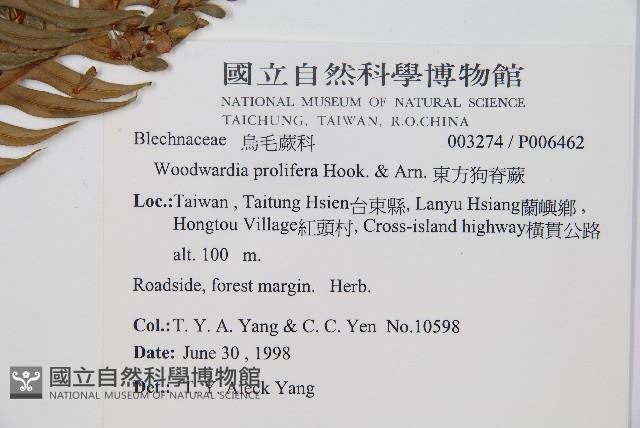 國立自然科學博物館
NATIONAL MUSEUM OF NATURAL SCIENCE
TAICHUNG, TAIWAN, R.O.CHINA
Blechnaceae 烏毛蕨科 003274 / P006462
Woodwardia prolifera Hook. & Arn. 東方狗脊蕨
Loc.:Taiwan , Taitung Hsien台東縣, Lanyu Hsiang蘭嶼鄉 ,
Hongtou Village紅頭村, Cross-island highway橫貫公路
alt. 100 m.
Roadside, forest margin. Herb.
Col.: T. Y. A. Yang & C. C. Yen No.10598
Date: June 30 , 1998
Det.: T. Y. Aleck Yang
國立自然科學博物館
NATIONAL MUSEUM OF NATURAL SCIENCE